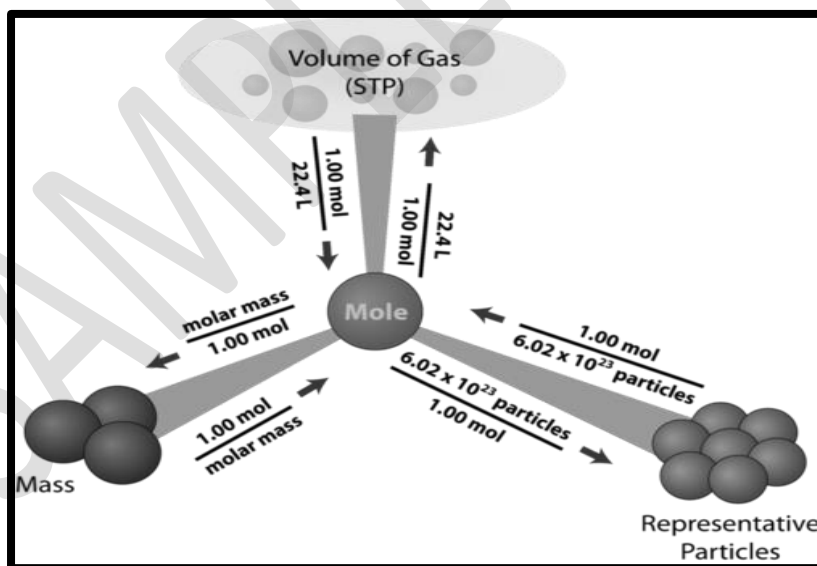 SAMPLE
Volume of Gas
(STP)
1.00 mol
22.4 L
22.4 L
1.00 mol
Mole
molar mass
1.00 mol
1.00 mol
molar mass
1.00 mol
6.02 x 10²³ particles
6.02 x 10²³ particles
1.00 mol
Mass
Representative
Particles